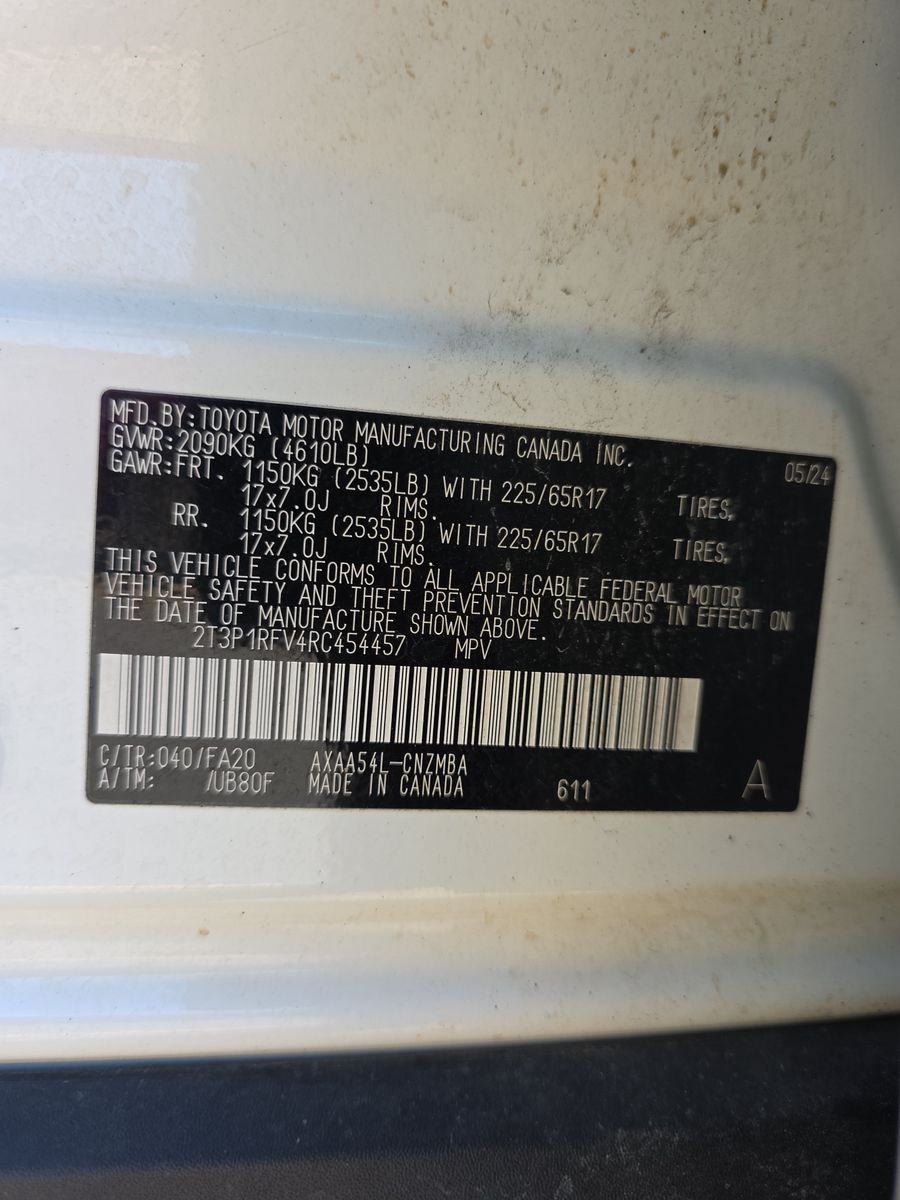 MFD.BY:TOYOTA MOTOR MANUFACTURING CANADA INC.
05/24
GVWR:2090KG (4610LB)
GAWR:FRT. 1150KG (2535LB) WITH 225/65R17 TIRES,
17x7.0J RIMS.
RR. 1150KG (2535LB) WITH 225/65R17 TIRES,
17x7.0J RIMS.
THIS VEHICLE CONFORMS TO ALL APPLICABLE FEDERAL MOTOR
VEHICLE SAFETY AND THEFT PREVENTION STANDARDS IN EFFECT ON
THE DATE OF MANUFACTURE SHOWN ABOVE.
2T3P1RFV4RC454457 MPV
C/TR:040/FA20 AXAA54L-CNZMBA
A/TM: /UB80F MADE IN CANADA 611 A